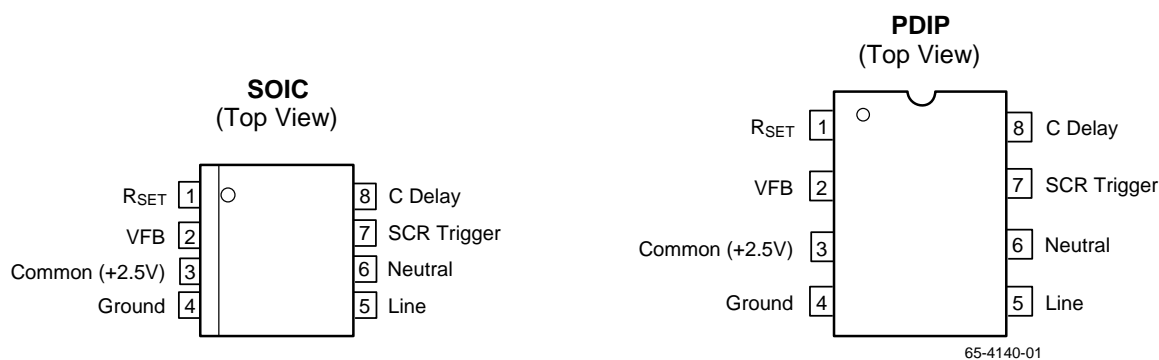 SOIC
(Top View)
RSET 1
VFB 2
Common (+2.5V) 3
Ground 4
8 C Delay
7 SCR Trigger
6 Neutral
5 Line
PDIP
(Top View)
RSET 1
VFB 2
Common (+2.5V) 3
Ground 4
8 C Delay
7 SCR Trigger
6 Neutral
5 Line
65-4140-01